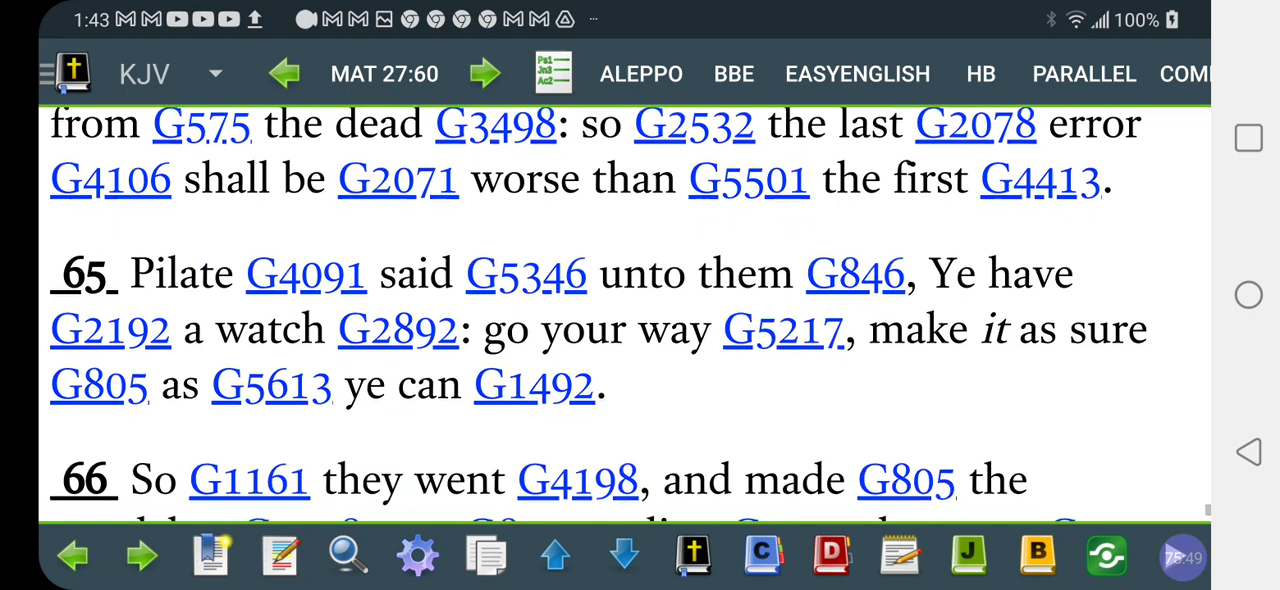 1:43 100%
KJV MAT 27:60 ALEPPO BBE EASYENGLISH HB PARALLEL COM
from G575 the dead G3498: so G2532 the last G2078 error
G4106 shall be G2071 worse than G5501 the first G4413.
65 Pilate G4091 said G5346 unto them G846, Ye have
G2192 a watch G2892: go your way G5217, make it as sure
G805 as G5613 ye can G1492.
66 So G1161 they went G4198, and made G805 the
C D J B 75:49